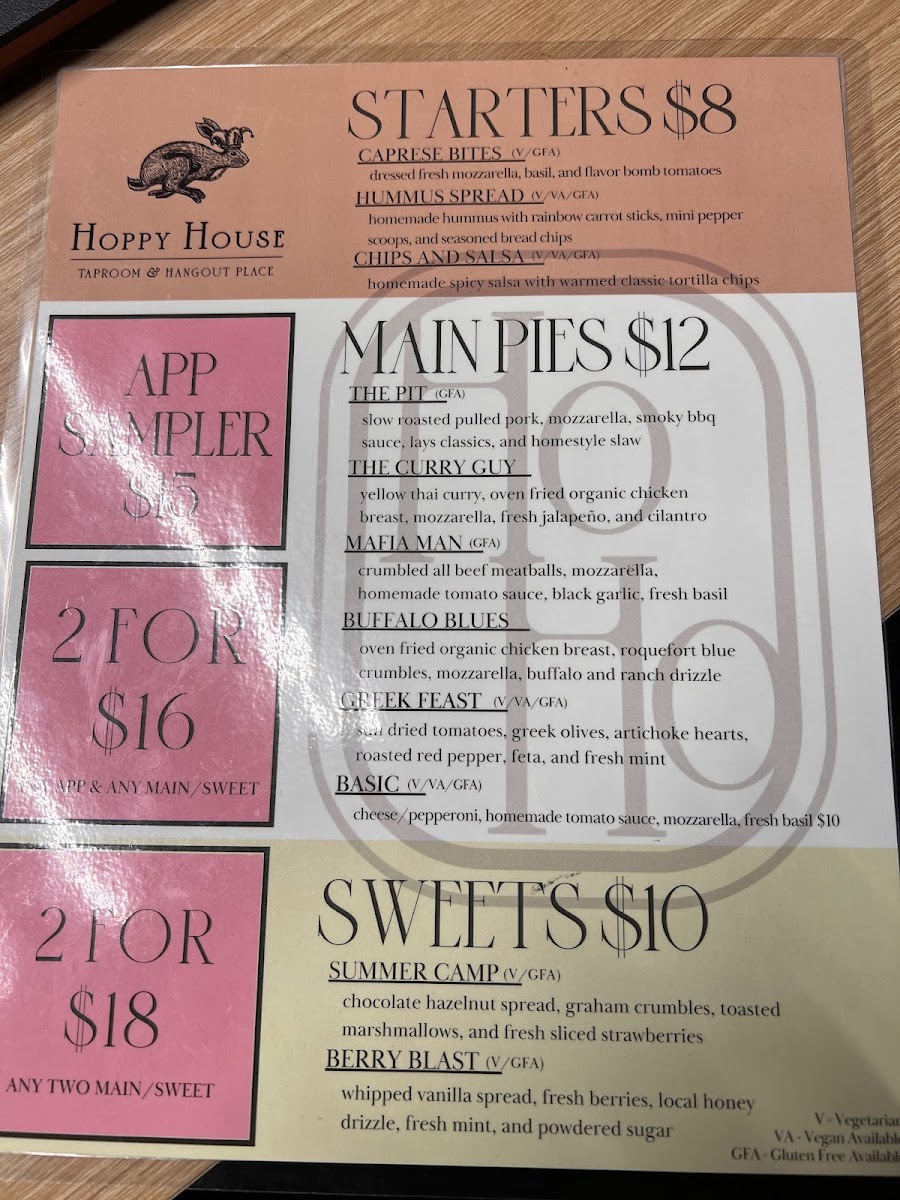 HOPPY HOUSE
TAPROOM & HANGOUT PLACE
STARTERS $8
CAPRESE BITES (V/GFA)
dressed fresh mozzarella, basil, and flavor bomb tomatoes
HUMMUS SPREAD (V/VA/GFA)
homemade hummus with rainbow carrot sticks, mini pepper
scoops, and seasoned bread chips
CHIPS AND SALSA (V/VA/GFA)
homemade spicy salsa with warmed classic tortilla chips
APP
SAMPLER
$15
2 FOR
$16
APP & ANY MAIN/SWEET
2 FOR
$18
ANY TWO MAIN/SWEET
MAIN PIES $12
THE PIT (GFA)
slow roasted pulled pork, mozzarella, smoky bbq
sauce, lays classics, and homestyle slaw
THE CURRY GUY
yellow thai curry, oven fried organic chicken
breast, mozzarella, fresh jalapeño, and cilantro
MAFIA MAN (GFA)
crumbled all beef meatballs, mozzarella,
homemade tomato sauce, black garlic, fresh basil
BUFFALO BLUES
oven fried organic chicken breast, roquefort blue
crumbles, mozzarella, buffalo and ranch drizzle
GREEK FEAST (V/VA/GFA)
sun dried tomatoes, greek olives, artichoke hearts,
roasted red pepper, feta, and fresh mint
BASIC (V/VA/GFA)
cheese/pepperoni, homemade tomato sauce, mozzarella, fresh basil $10
Ho
Ho
SWEETS $10
SUMMER CAMP (V/GFA)
chocolate hazelnut spread, graham crumbles, toasted
marshmallows, and fresh sliced strawberries
BERRY BLAST (V/GFA)
whipped vanilla spread, fresh berries, local honey
drizzle, fresh mint, and powdered sugar
V - Vegetarian
VA - Vegan Available
GFA - Gluten Free Available